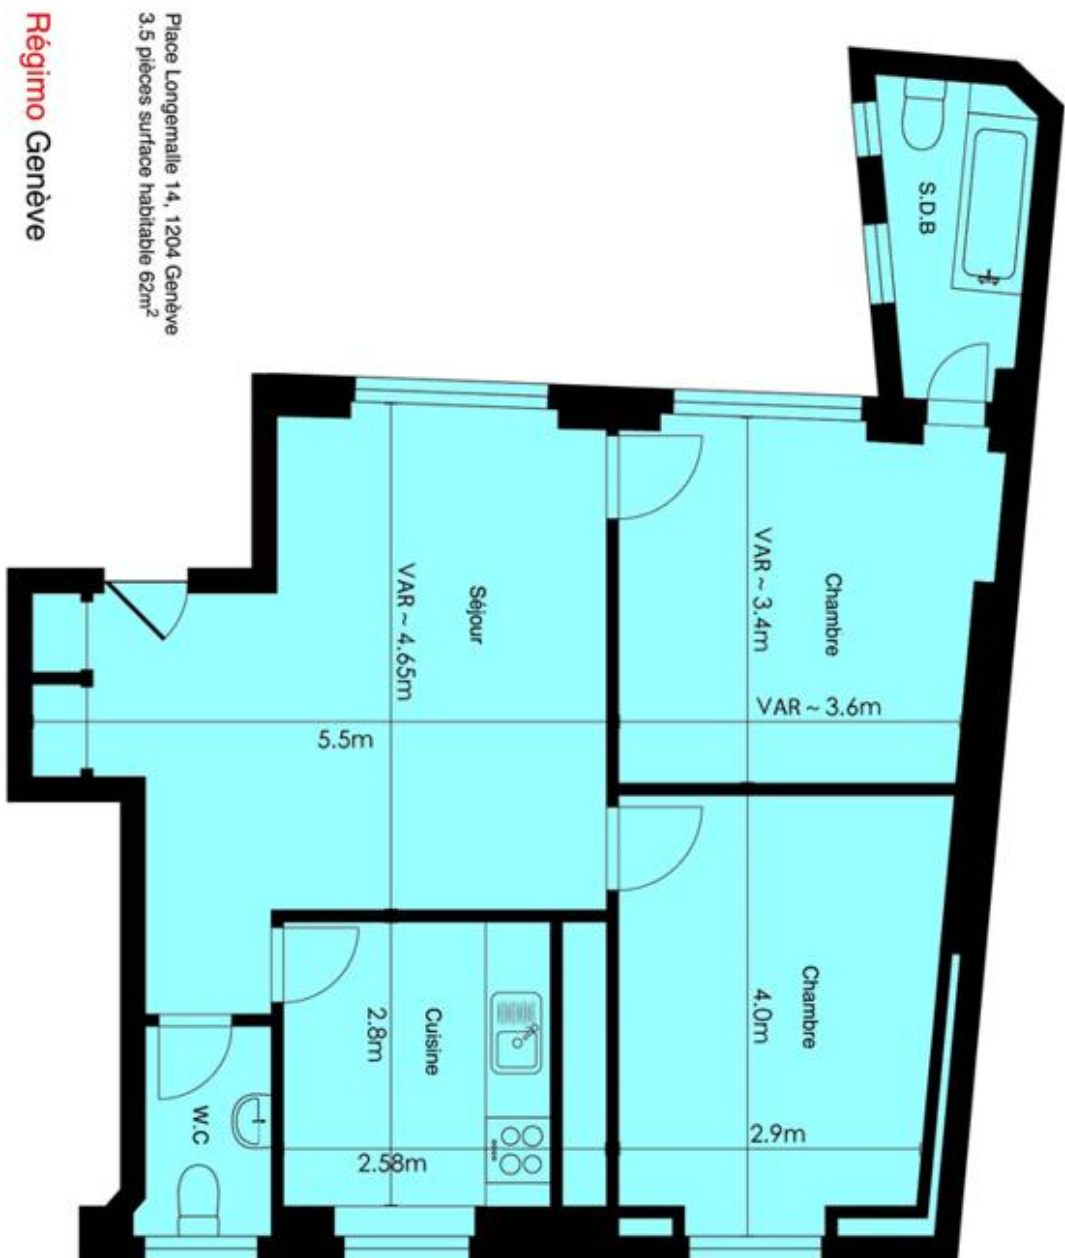 Place Longemalle 14, 1204 Genève
3.5 pièces surface habitable 62m²
Régimo Genève
S.D.B
Chambre
VAR ~ 3.4m
VAR ~ 3.6m
Séjour
VAR ~ 4.65m
5.5m
Chambre
4.0m
2.9m
Cuisine
2.8m
2.58m
W.C